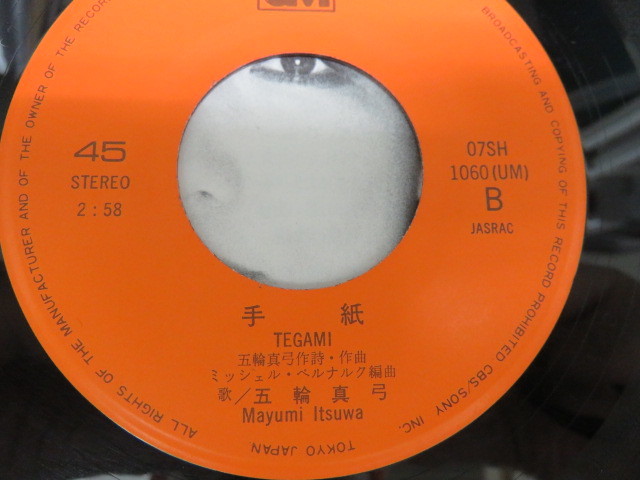 UM
45
STEREO
2:58
07SH
1060(UM)
B
JASRAC
手紙
TEGAMI
五輪真弓作詩・作曲
ミッシェル・ベルナルク編曲
歌/五輪真弓
Mayumi Itsuwa
ALL RIGHTS OF THE MANUFACTURER AND OF THE OWNER OF THE RECOR
BROADCASTING AND COPYING OF THIS RECORD PROHIBITED CBS/SONY INC.
TOKYO JAPAN